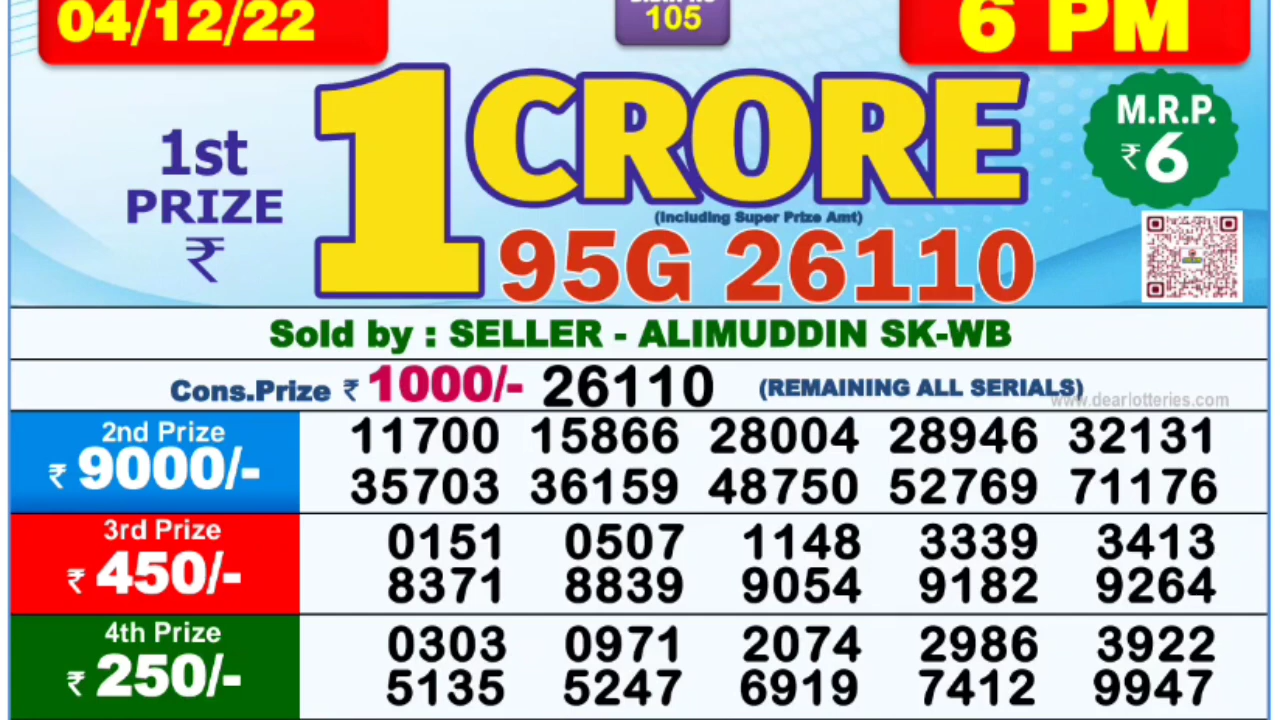 04/12/22
105
6 PM
1 CRORE
M.R.P.
₹6
1st
PRIZE
₹
(Including Super Prize Amt)
95G 26110
Sold by : SELLER - ALIMUDDIN SK-WB
Cons.Prize ₹ 1000/- 26110 (REMAINING ALL SERIALS)
www.dearlotteries.com
2nd Prize
₹ 9000/-
11700 15866 28004 28946 32131
35703 36159 48750 52769 71176
3rd Prize
₹ 450/-
0151 0507 1148 3339 3413
8371 8839 9054 9182 9264
4th Prize
₹ 250/-
0303 0971 2074 2986 3922
5135 5247 6919 7412 9947